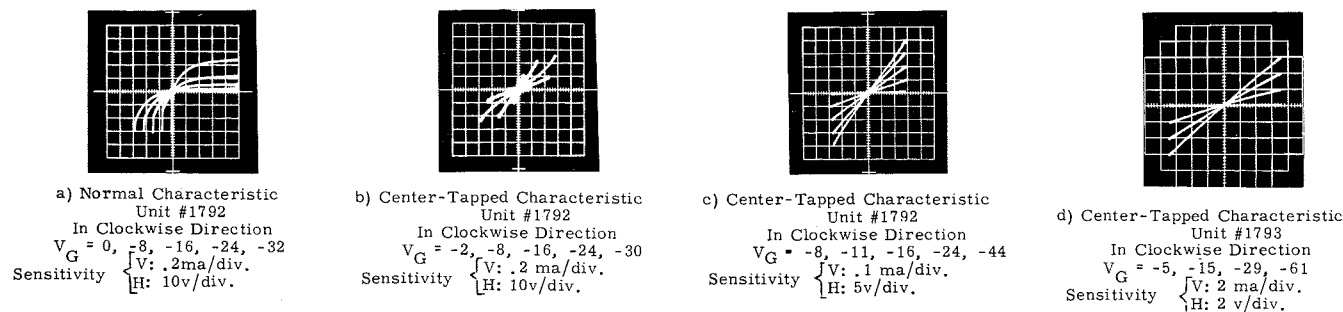 a) Normal Characteristic
Unit #1792
In Clockwise Direction
V_G = 0, -8, -16, -24, -32
Sensitivity { V: .2ma/div.
H: 10v/div.
b) Center-Tapped Characteristic
Unit #1792
In Clockwise Direction
V_G = -2, -8, -16, -24, -30
Sensitivity { V: .2 ma/div.
H: 10v/div.
c) Center-Tapped Characteristic
Unit #1792
In Clockwise Direction
V_G = -8, -11, -16, -24, -44
Sensitivity { V: .1 ma/div.
H: 5v/div.
d) Center-Tapped Characteristic
Unit #1793
In Clockwise Direction
V_G = -5, -15, -29, -61
Sensitivity { V: 2 ma/div.
H: 2 v/div.